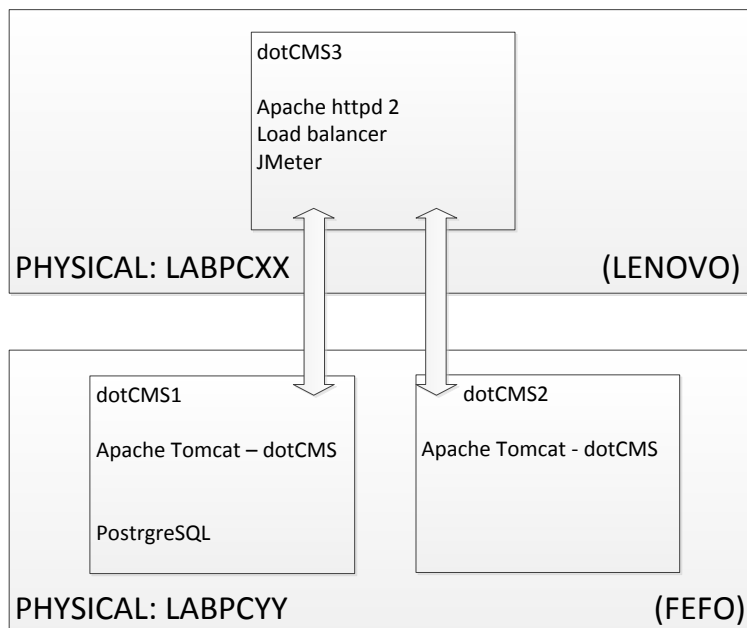 dotCMS3
Apache httpd 2
Load balancer
JMeter
PHYSICAL: LABPCXX (LENOVO)
dotCMS1
Apache Tomcat – dotCMS
PostrgreSQL
dotCMS2
Apache Tomcat - dotCMS
PHYSICAL: LABPCYY (FEFO)